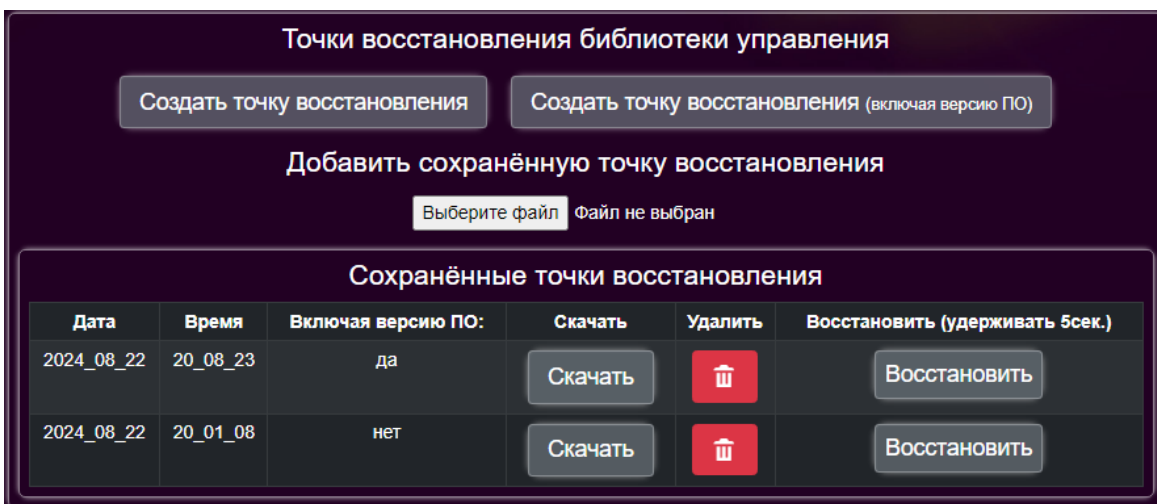 Точки восстановления библиотеки управления
Создать точку восстановления Создать точку восстановления (включая версию ПО)
Добавить сохранённую точку восстановления
Выберите файл Файл не выбран
Сохранённые точки восстановления
Дата Время Включая версию ПО: Скачать Удалить Восстановить (удерживать 5сек.)
2024_08_22 20_08_23 да Скачать Восстановить
2024_08_22 20_01_08 нет Скачать Восстановить